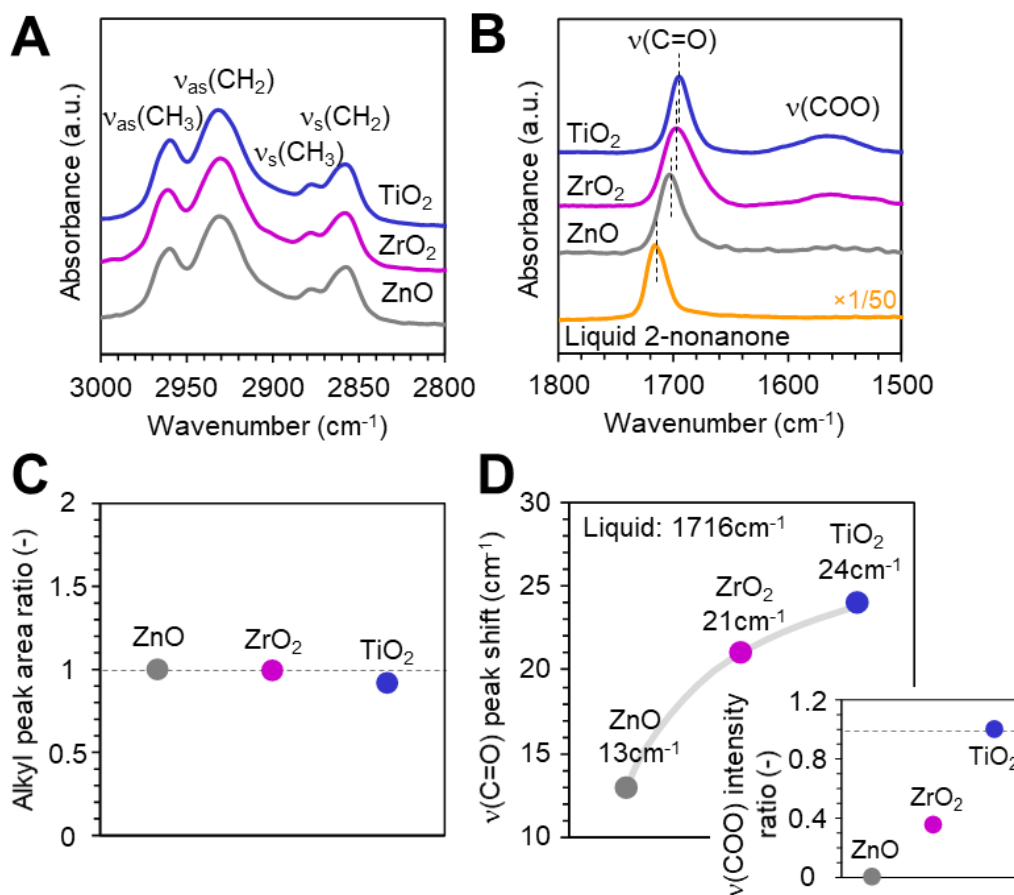 A
νas(CH3)
νas(CH2)
νs(CH3)
νs(CH2)
TiO2
ZrO2
ZnO
Absorbance (a.u.)
3000 2950 2900 2850 2800
Wavenumber (cm-1)
B
ν(C=O)
ν(COO)
TiO2
ZrO2
ZnO
×1/50
Liquid 2-nonanone
Absorbance (a.u.)
1800 1700 1600 1500
Wavenumber (cm-1)
C
Alkyl peak area ratio (-)
2
1.5
1
0.5
0
ZnO
ZrO2
TiO2
D
ν(C=O) peak shift (cm-1)
30
25
20
15
10
Liquid: 1716cm-1
TiO2
24cm-1
ZrO2
21cm-1
ZnO
13cm-1
ν(COO) intensity
ratio (-)
1.2
0.8
0.4
0
TiO2
ZrO2
ZnO